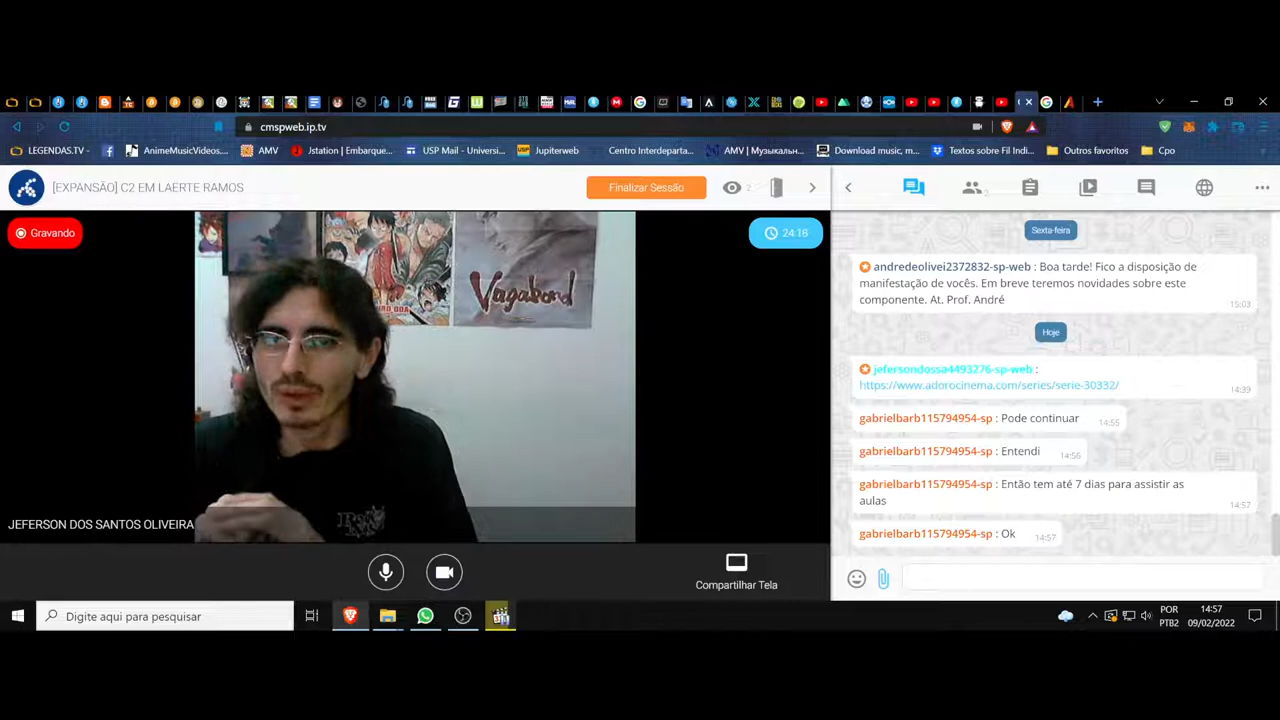 cmspweb.ip.tv
LEGENDAS.TV -
AnimeMusicVideos...
AMV
Jstation | Embarque...
USP Mail - Universi...
Jupiterweb
Centro Interdeparta...
AMV | Музыкальн...
Download music, m...
Textos sobre Fil Indi...
Outros favoritos
Cpo
[EXPANSÃO] C2 EM LAERTE RAMOS
Finalizar Sessão
2
Gravando
24:18
Vagabond
JEFERSON DOS SANTOS OLIVEIRA
Compartilhar Tela
Sexta-feira
andredeolivei2372832-sp-web : Boa tarde! Fico a disposição de
manifestação de vocês. Em breve teremos novidades sobre este
componente. At. Prof. André
15:03
Hoje
jefersondossa4493276-sp-web :
https://www.adorocinema.com/series/serie-30332/
14:39
gabrielbarb115794954-sp : Pode continuar
14:55
gabrielbarb115794954-sp : Entendi
14:56
gabrielbarb115794954-sp : Então tem até 7 dias para assistir as
aulas
14:57
gabrielbarb115794954-sp : Ok
14:57
Digite aqui para pesquisar
POR
PTB2
14:57
09/02/2022